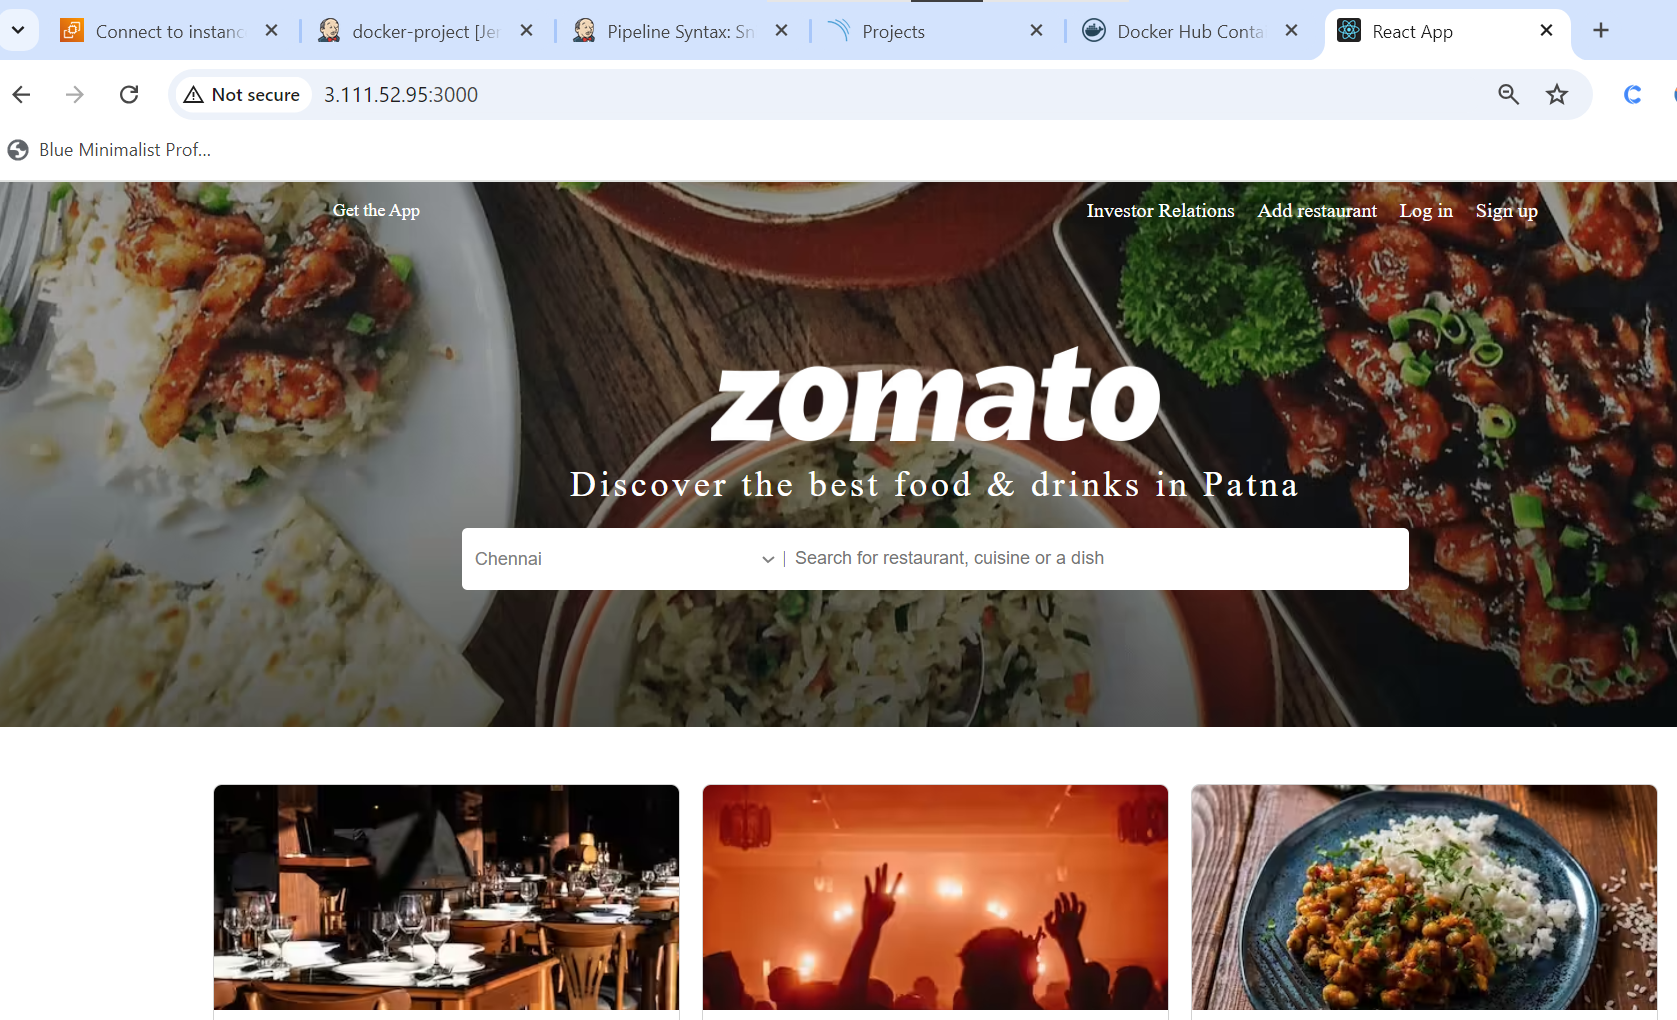 Connect to instanc
docker-project [Jer
Pipeline Syntax: Sn
Projects
Docker Hub Conta
React App
Not secure
3.111.52.95:3000
Blue Minimalist Prof...
Get the App
Investor Relations
Add restaurant
Log in
Sign up
zomato
Discover the best food & drinks in Patna
Chennai
Search for restaurant, cuisine or a dish